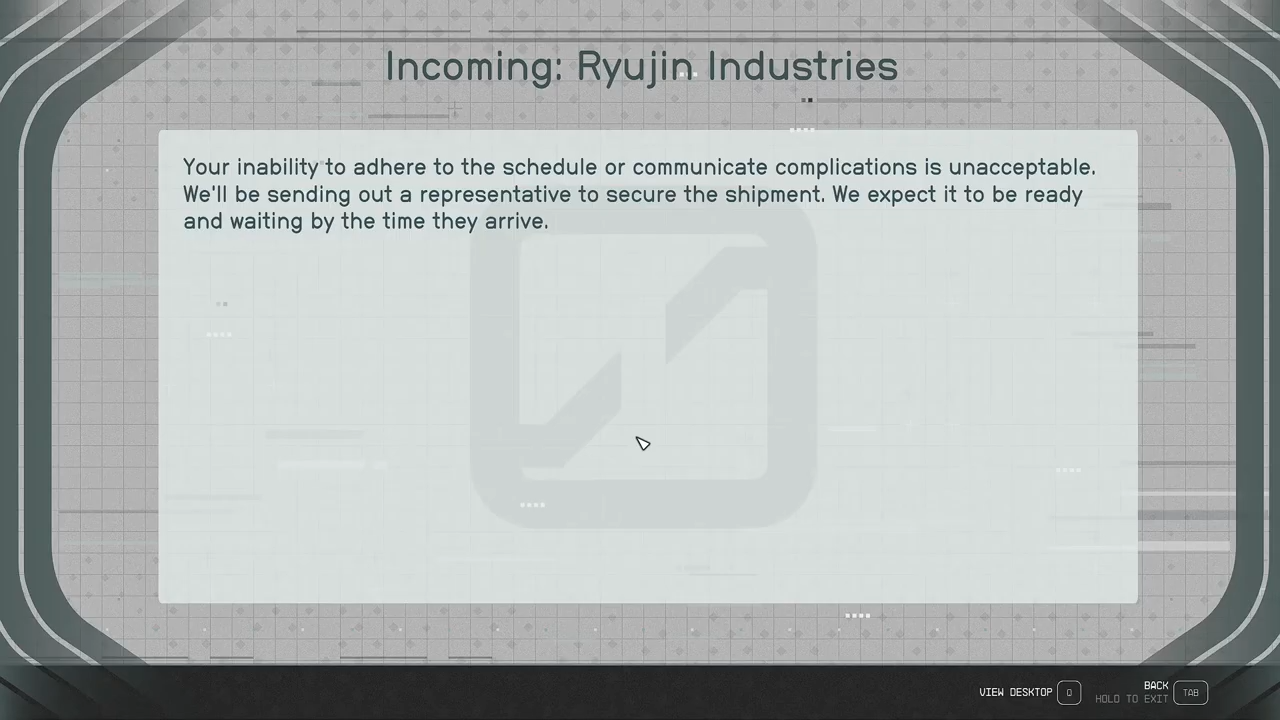 Incoming: Ryujin Industries
Your inability to adhere to the schedule or communicate complications is unacceptable.
We'll be sending out a representative to secure the shipment. We expect it to be ready
and waiting by the time they arrive.
VIEW DESKTOP Q
BACK
HOLD TO EXIT TAB